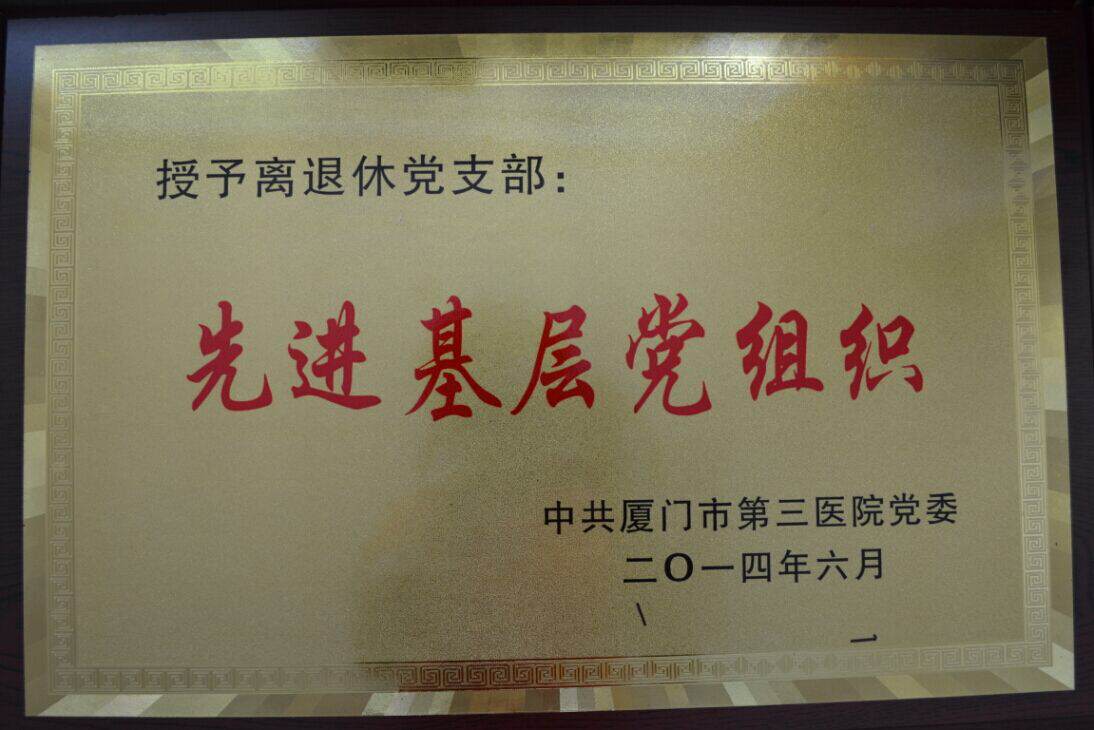 授予离退休党支部：
先进基层党组织
中共厦门市第三医院党委
二〇一四年六月